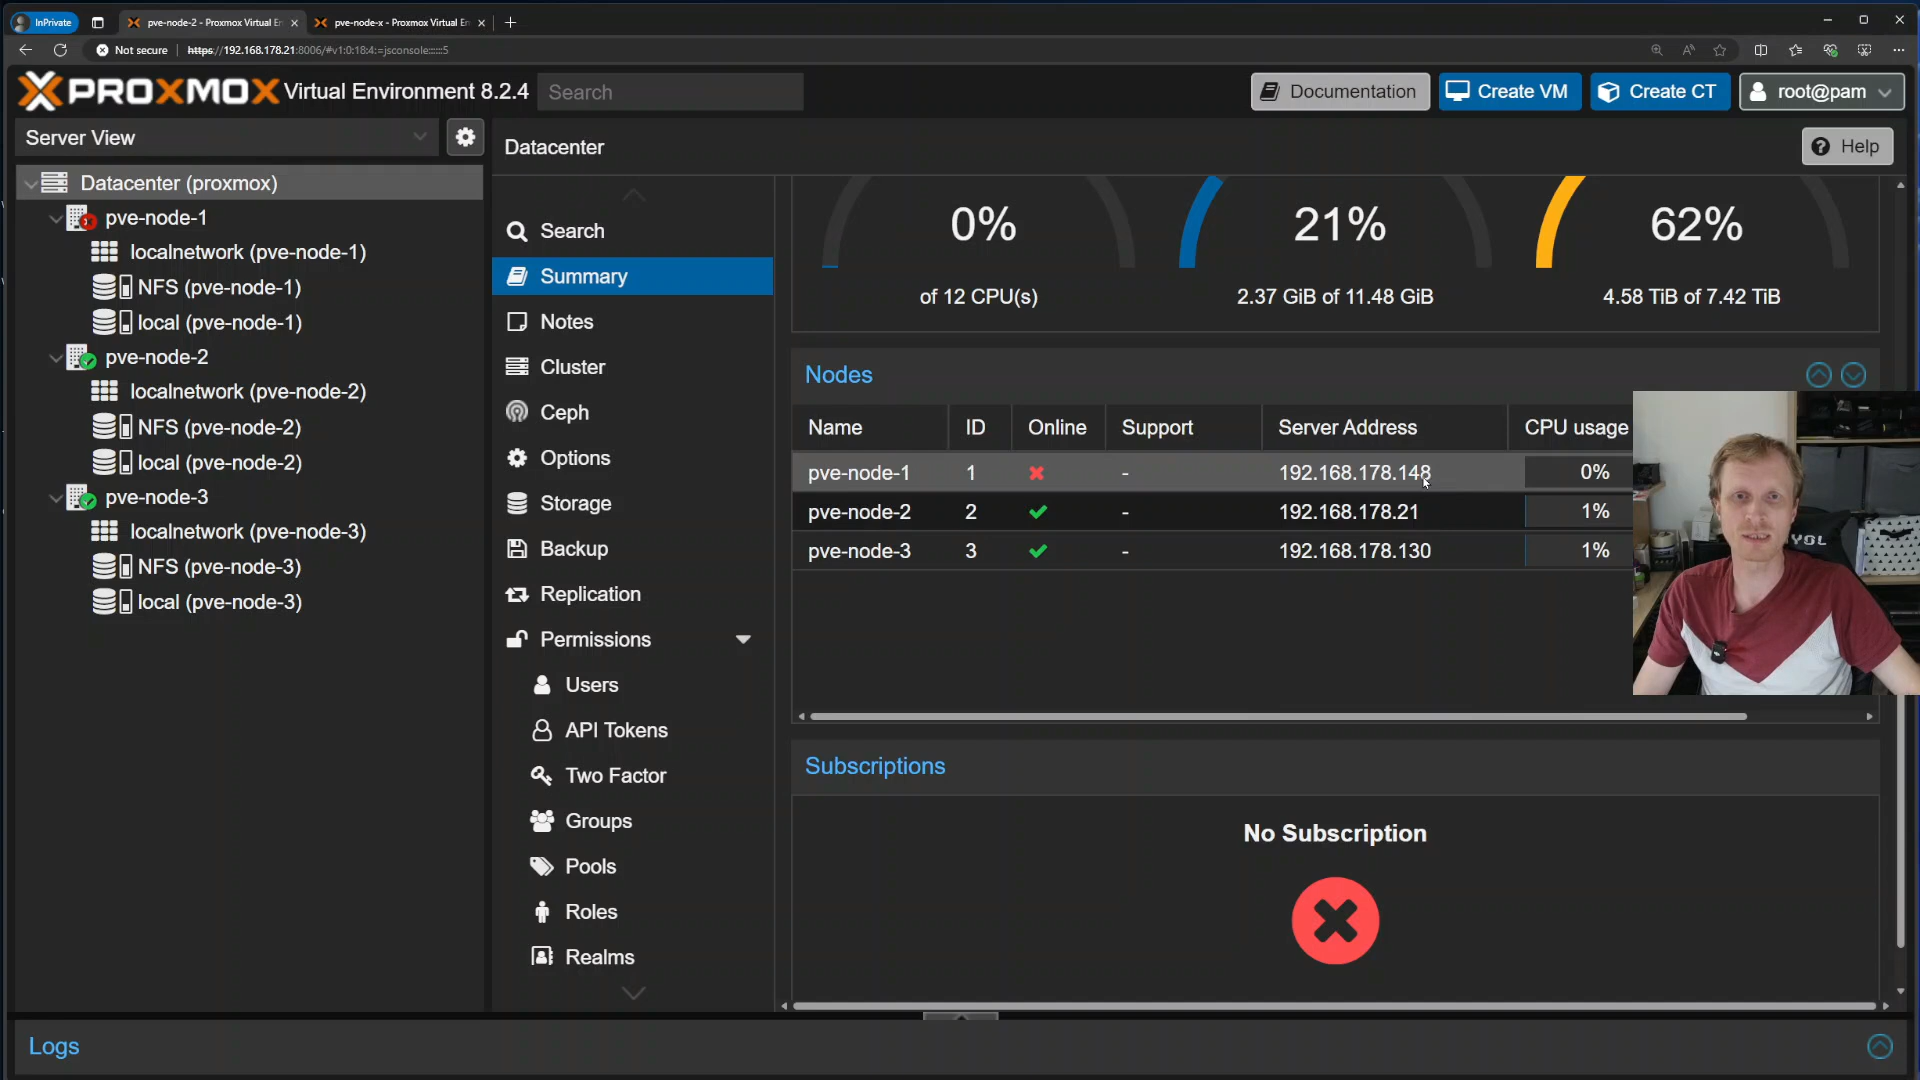 InPrivate
pve-node-2 - Proxmox Virtual En
pve-node-x - Proxmox Virtual En
Not secure
https://192.168.178.21:8006/#v1:0:18:4:=jsconsole::::::5
PROXMOX Virtual Environment 8.2.4
Search
Documentation
Create VM
Create CT
root@pam
Server View
Datacenter
Help
Datacenter (proxmox)
pve-node-1
localnetwork (pve-node-1)
NFS (pve-node-1)
local (pve-node-1)
pve-node-2
localnetwork (pve-node-2)
NFS (pve-node-2)
local (pve-node-2)
pve-node-3
localnetwork (pve-node-3)
NFS (pve-node-3)
local (pve-node-3)
Search
Summary
Notes
Cluster
Ceph
Options
Storage
Backup
Replication
Permissions
Users
API Tokens
Two Factor
Groups
Pools
Roles
Realms
0%
21%
62%
of 12 CPU(s)
2.37 GiB of 11.48 GiB
4.58 TiB of 7.42 TiB
Nodes
Name ID Online Support Server Address CPU usage
pve-node-1 1 - 192.168.178.148 0%
pve-node-2 2 - 192.168.178.21 1%
pve-node-3 3 - 192.168.178.130 1%
Subscriptions
No Subscription
Logs